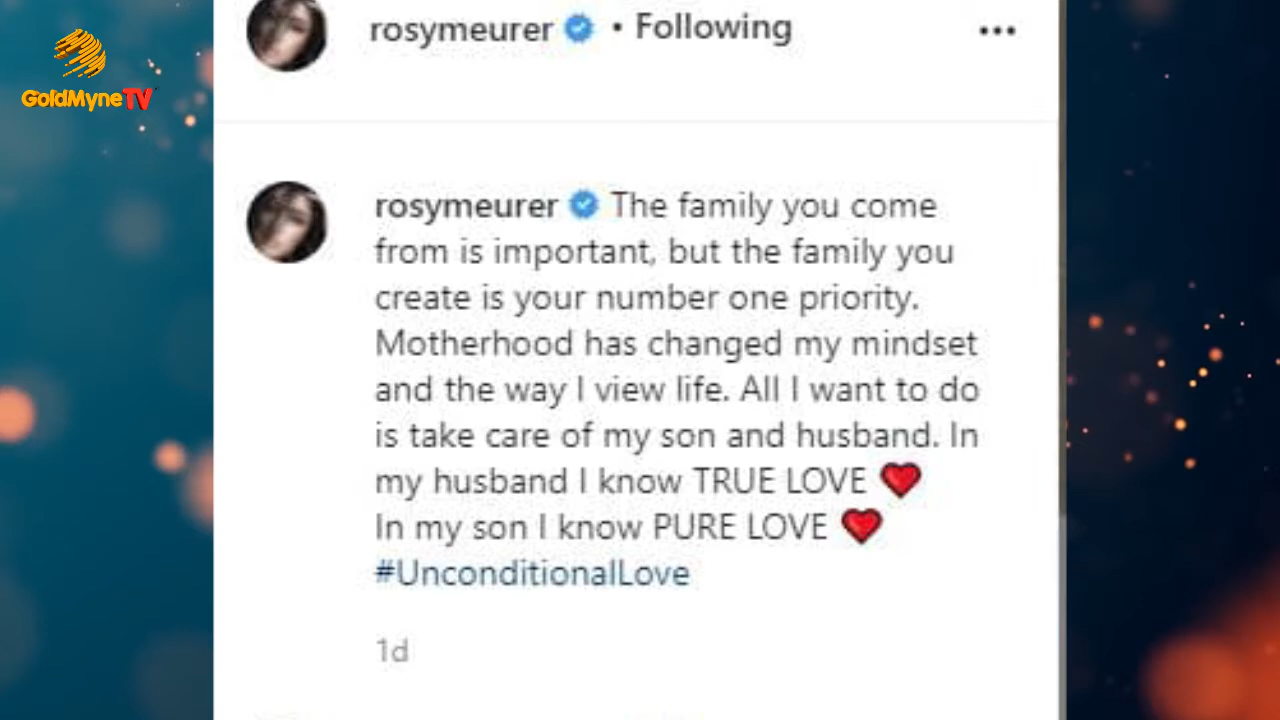 GoldMyneTV
rosymeurer • Following
rosymeurer The family you come
from is important, but the family you
create is your number one priority.
Motherhood has changed my mindset
and the way I view life. All I want to do
is take care of my son and husband. In
my husband I know TRUE LOVE ❤️
In my son I know PURE LOVE ❤️
#UnconditionalLove
1d